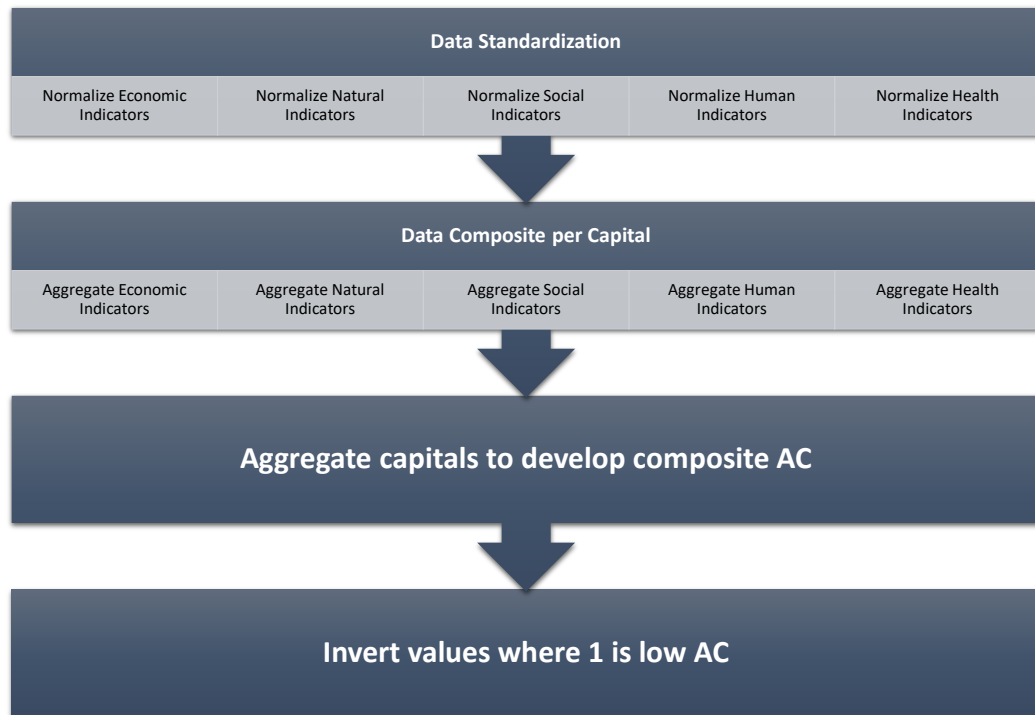 Data Standardization
Normalize Economic
Indicators
Normalize Natural
Indicators
Normalize Social
Indicators
Normalize Human
Indicators
Normalize Health
Indicators
Data Composite per Capital
Aggregate Economic
Indicators
Aggregate Natural
Indicators
Aggregate Social
Indicators
Aggregate Human
Indicators
Aggregate Health
Indicators
Aggregate capitals to develop composite AC
Invert values where 1 is low AC